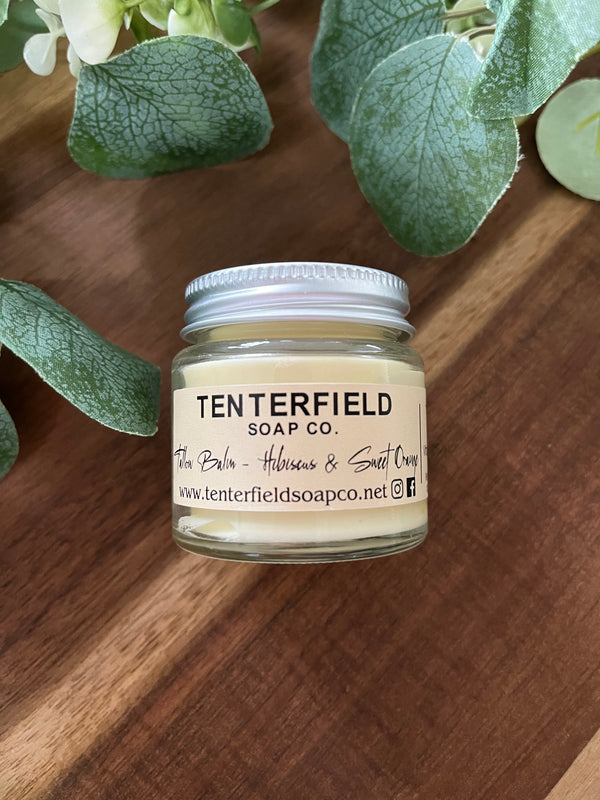 TENTERFIELD
SOAP CO.
Tallow Balm - Hibiscus & Sweet Orange
www.tenterfieldsoapco.net